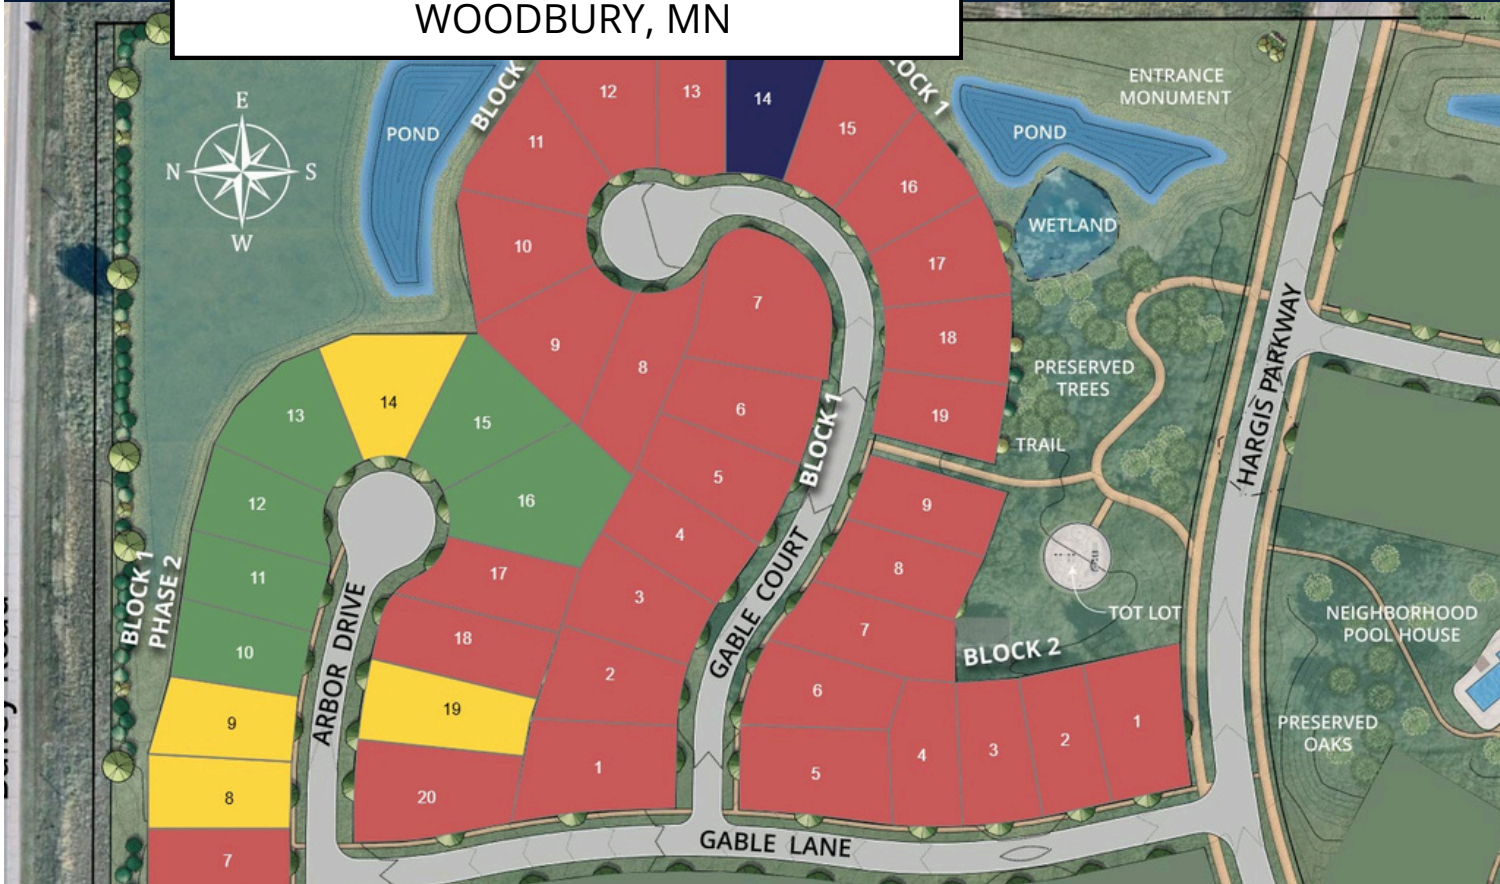 WOODBURY, MN
E
N
S
W
POND
BLOCK
12
13
14
15
11
10
16
17
18
19
9
8
7
6
5
4
3
2
1
BLOCK 1
BLOCK 1
POND
WETLAND
ENTRANCE
MONUMENT
PRESERVED
TREES
TRAIL
HARGIS PARKWAY
13
14
15
12
16
11
10
17
18
9
19
8
20
7
BLOCK 1
PHASE 2
ARBOR DRIVE
GABLE COURT
9
8
7
6
5
4
3
2
1
BLOCK 2
TOT LOT
NEIGHBORHOOD
POOL HOUSE
PRESERVED
OAKS
GABLE LANE